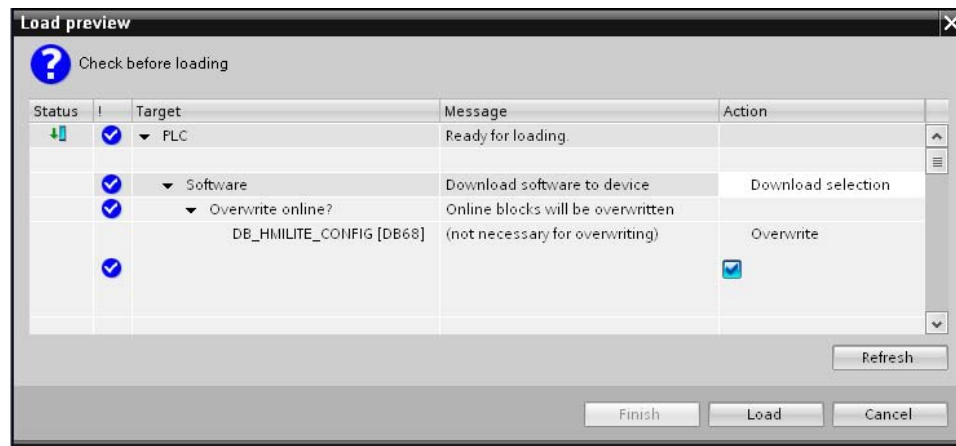 Load preview
Check before loading
Status ! Target Message Action
PLC Ready for loading.
Software Download software to device Download selection
Overwrite online? Online blocks will be overwritten
DB_HMILITE_CONFIG [DB68] (not necessary for overwriting) Overwrite
Refresh
Finish Load Cancel